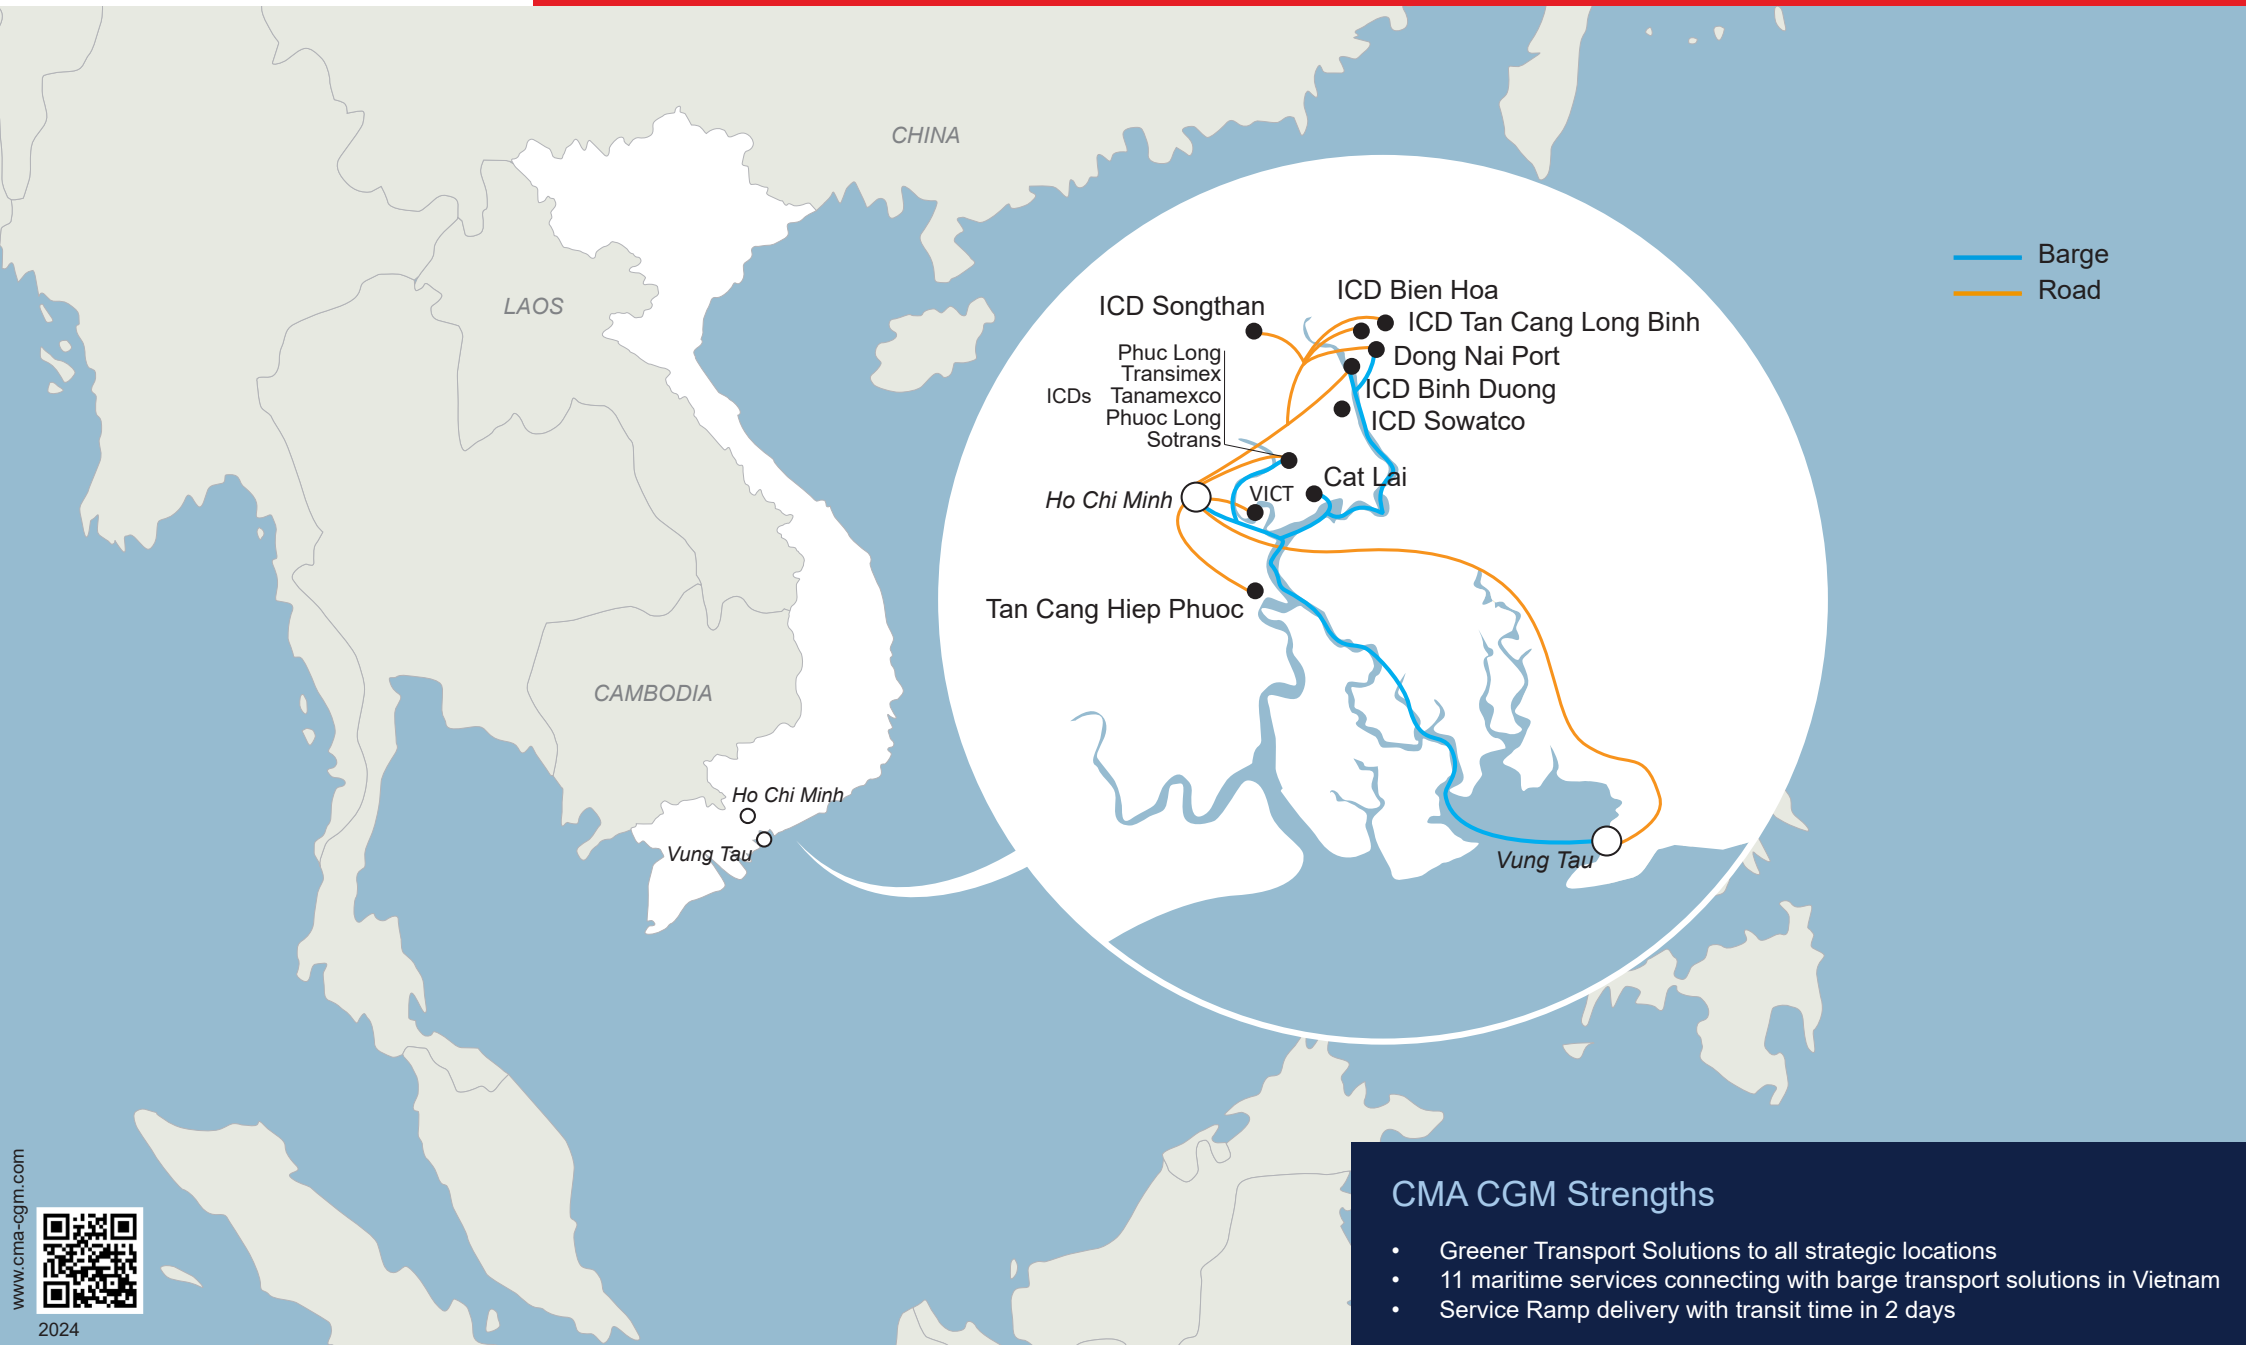 CHINA
LAOS
CAMBODIA
Ho Chi Minh
Vung Tau
Barge
Road
ICD Bien Hoa
ICD Songthan
ICD Tan Cang Long Binh
Phuc Long
Transimex
ICDs Tanamexco
Phuoc Long
Sotrans
Dong Nai Port
ICD Binh Duong
ICD Sowatco
Cat Lai
VICT
Ho Chi Minh
Tan Cang Hiep Phuoc
Vung Tau
www.cma-cgm.com
2024
CMA CGM Strengths
• Greener Transport Solutions to all strategic locations
• 11 maritime services connecting with barge transport solutions in Vietnam
• Service Ramp delivery with transit time in 2 days